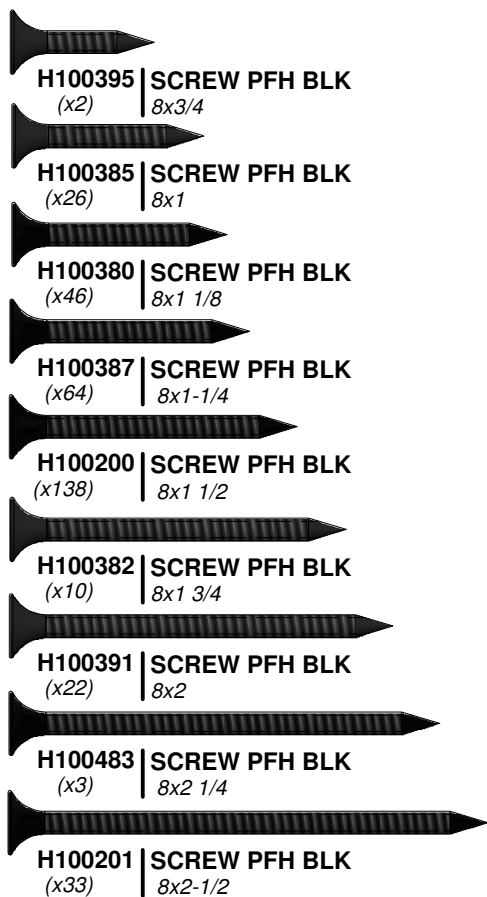 H100395 SCREW PFH BLK
(x2) 8x3/4
H100385 SCREW PFH BLK
(x26) 8x1
H100380 SCREW PFH BLK
(x46) 8x1 1/8
H100387 SCREW PFH BLK
(x64) 8x1-1/4
H100200 SCREW PFH BLK
(x138) 8x1 1/2
H100382 SCREW PFH BLK
(x10) 8x1 3/4
H100391 SCREW PFH BLK
(x22) 8x2
H100483 SCREW PFH BLK
(x3) 8x2 1/4
H100201 SCREW PFH BLK
(x33) 8x2-1/2